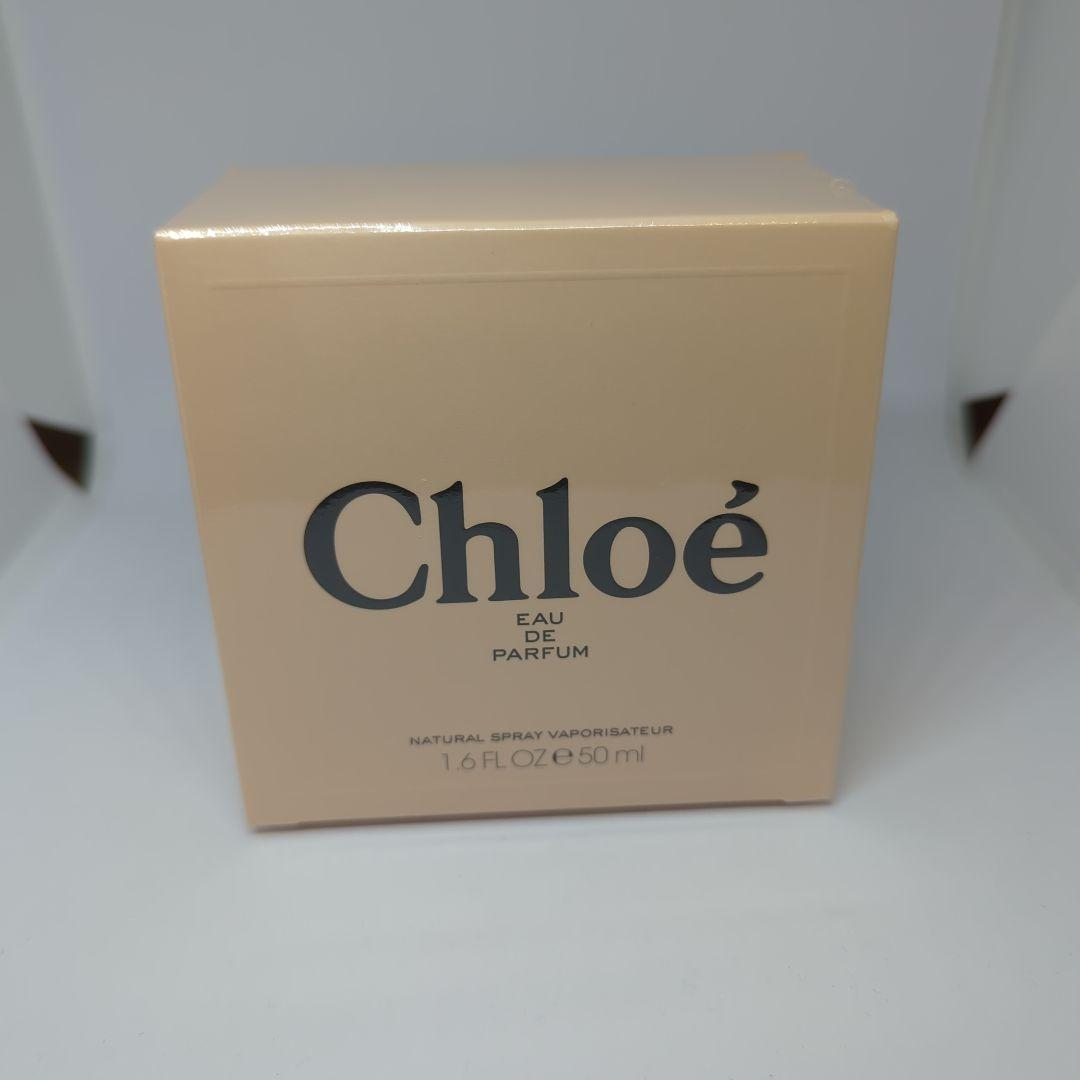 Chloé
EAU
DE
PARFUM
NATURAL SPRAY VAPORISATEUR
1.6 FL OZ ℮ 50 ml